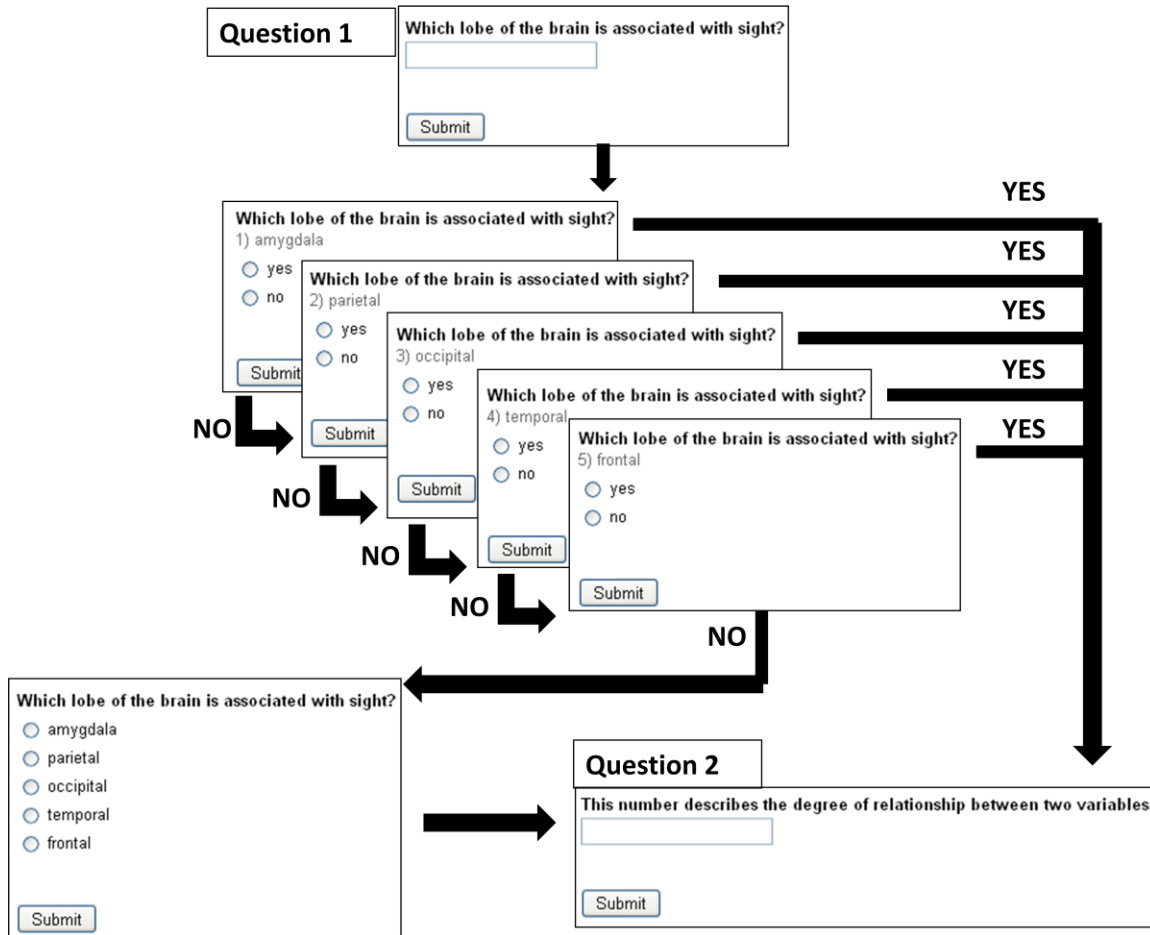 Question 1
Which lobe of the brain is associated with sight?
Submit
YES
Which lobe of the brain is associated with sight?
1) amygdala
yes
no
Submit
NO
YES
Which lobe of the brain is associated with sight?
2) parietal
yes
no
Submit
NO
YES
Which lobe of the brain is associated with sight?
3) occipital
yes
no
Submit
NO
YES
Which lobe of the brain is associated with sight?
4) temporal
yes
no
Submit
NO
YES
Which lobe of the brain is associated with sight?
5) frontal
yes
no
Submit
NO
Which lobe of the brain is associated with sight?
amygdala
parietal
occipital
temporal
frontal
Submit
Question 2
This number describes the degree of relationship between two variables.
Submit